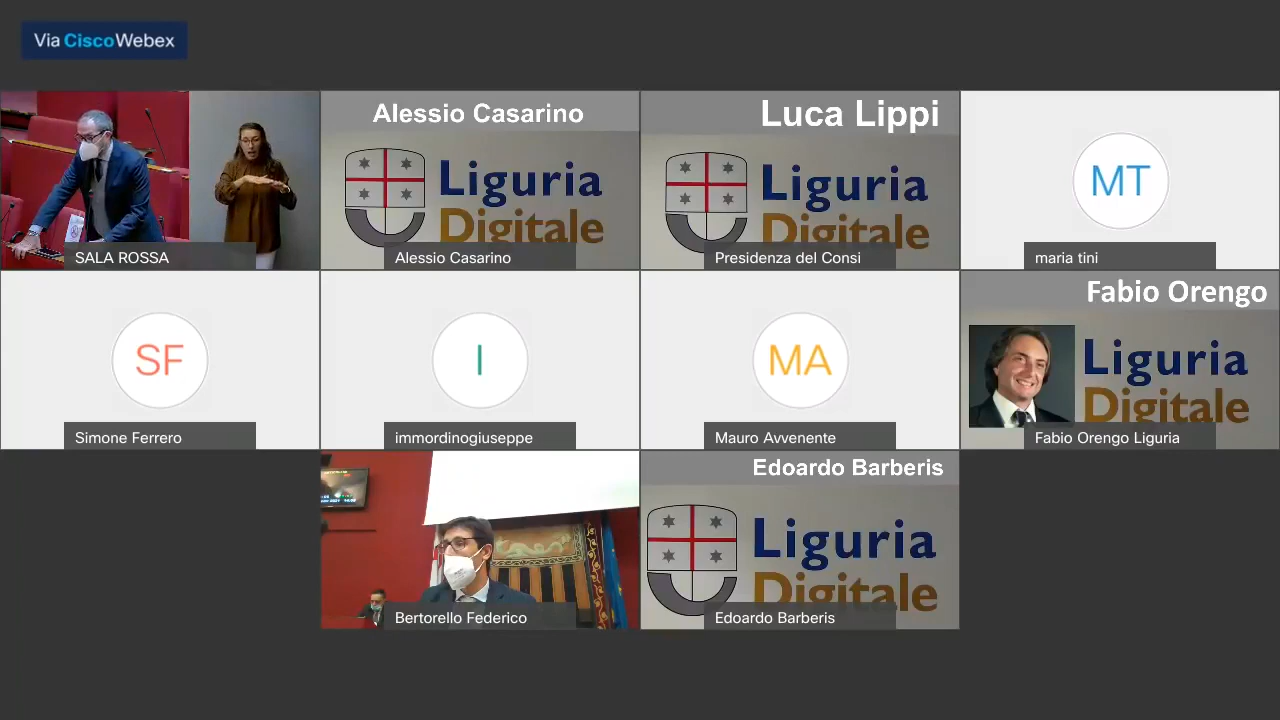 Via Cisco Webex
Alessio Casarino
Luca Lippi
Liguria
Digitale
Liguria
Digitale
MT
SALA ROSSA
Alessio Casarino
Presidenza del Consi
maria tini
Fabio Orengo
SF
I
MA
Liguria
Digitale
Simone Ferrero
immordinogiuseppe
Mauro Avvenente
Fabio Orengo Liguria
Edoardo Barberis
Liguria
Digitale
Bertorello Federico
Edoardo Barberis